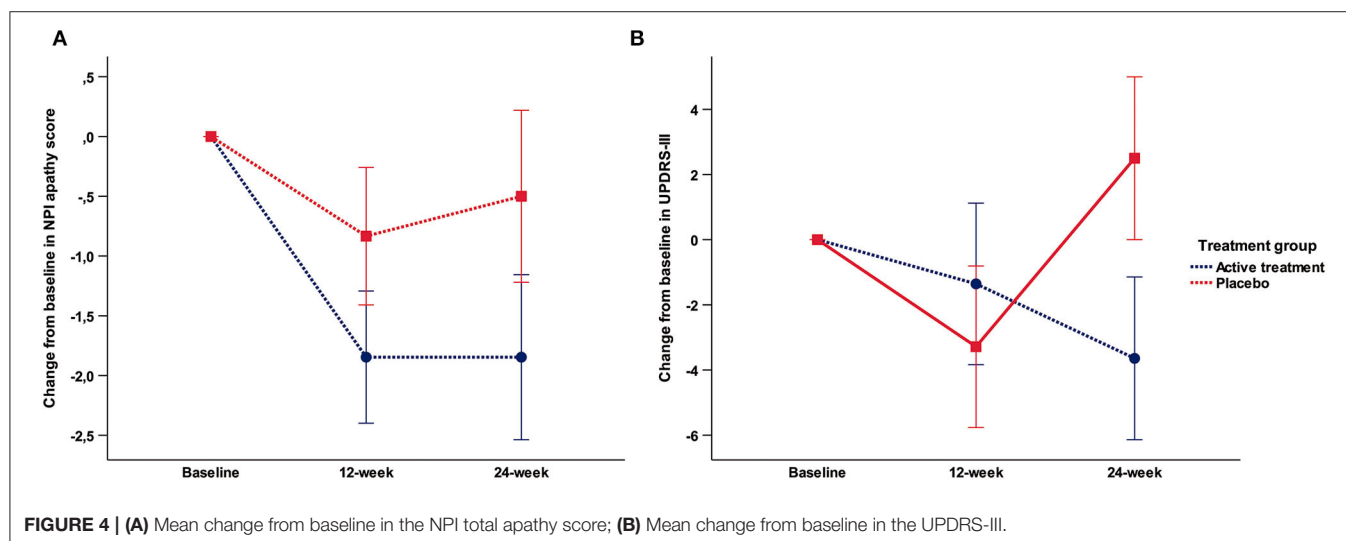 A
Change from baseline in NPI apathy score
,5
,0
-,5
-1,0
-1,5
-2,0
-2,5
Baseline
12-week
24-week
B
Change from baseline in UPDRS-III
4
2
0
-2
-4
-6
Baseline
12-week
24-week
Treatment group
Active treatment
Placebo
FIGURE 4 | (A) Mean change from baseline in the NPI total apathy score; (B) Mean change from baseline in the UPDRS-III.